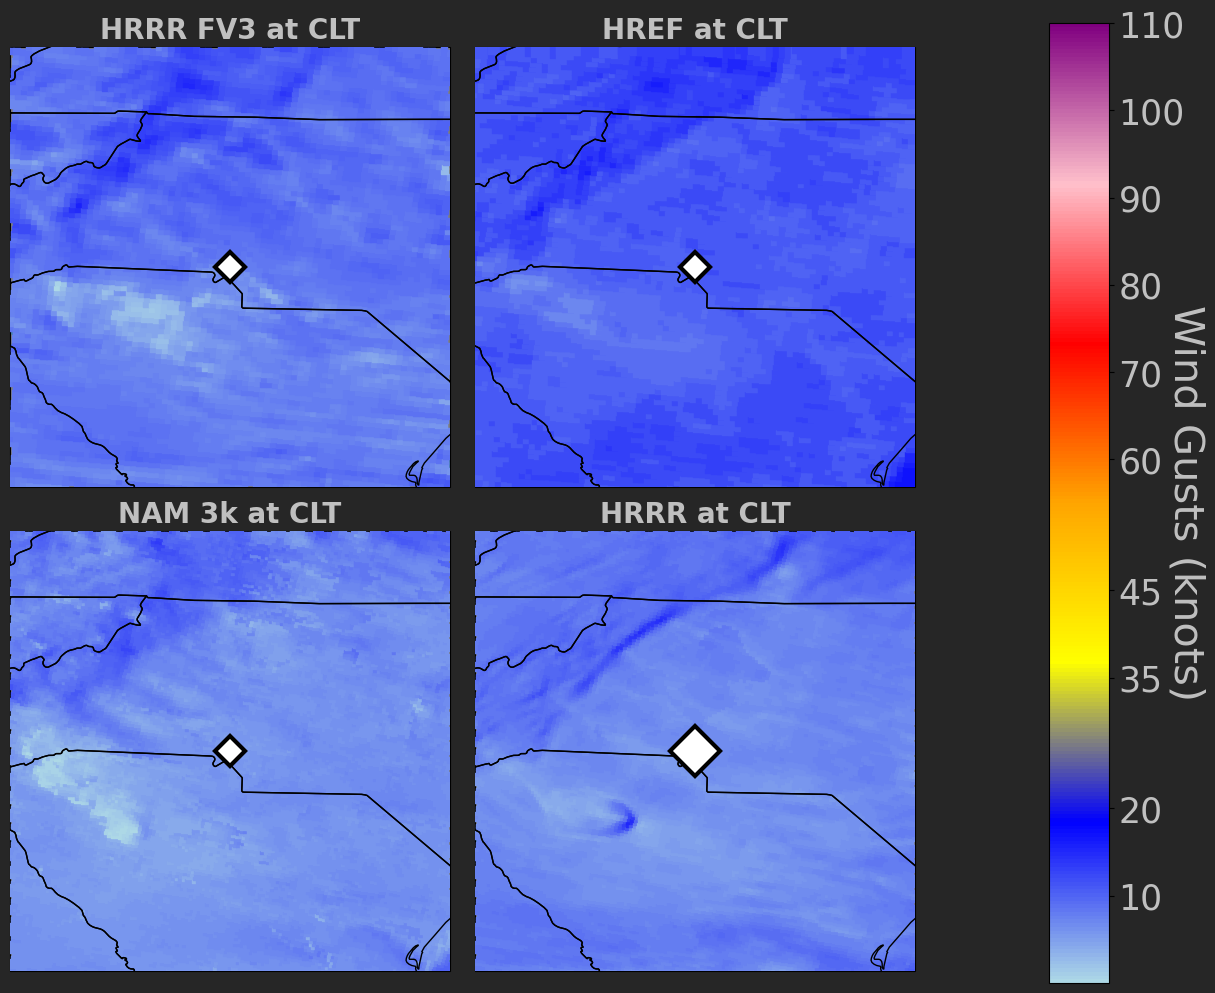 HRRR FV3 at CLT
HREF at CLT
NAM 3k at CLT
HRRR at CLT
110
100
90
80
70
60
45
35
20
10
Wind Gusts (knots)